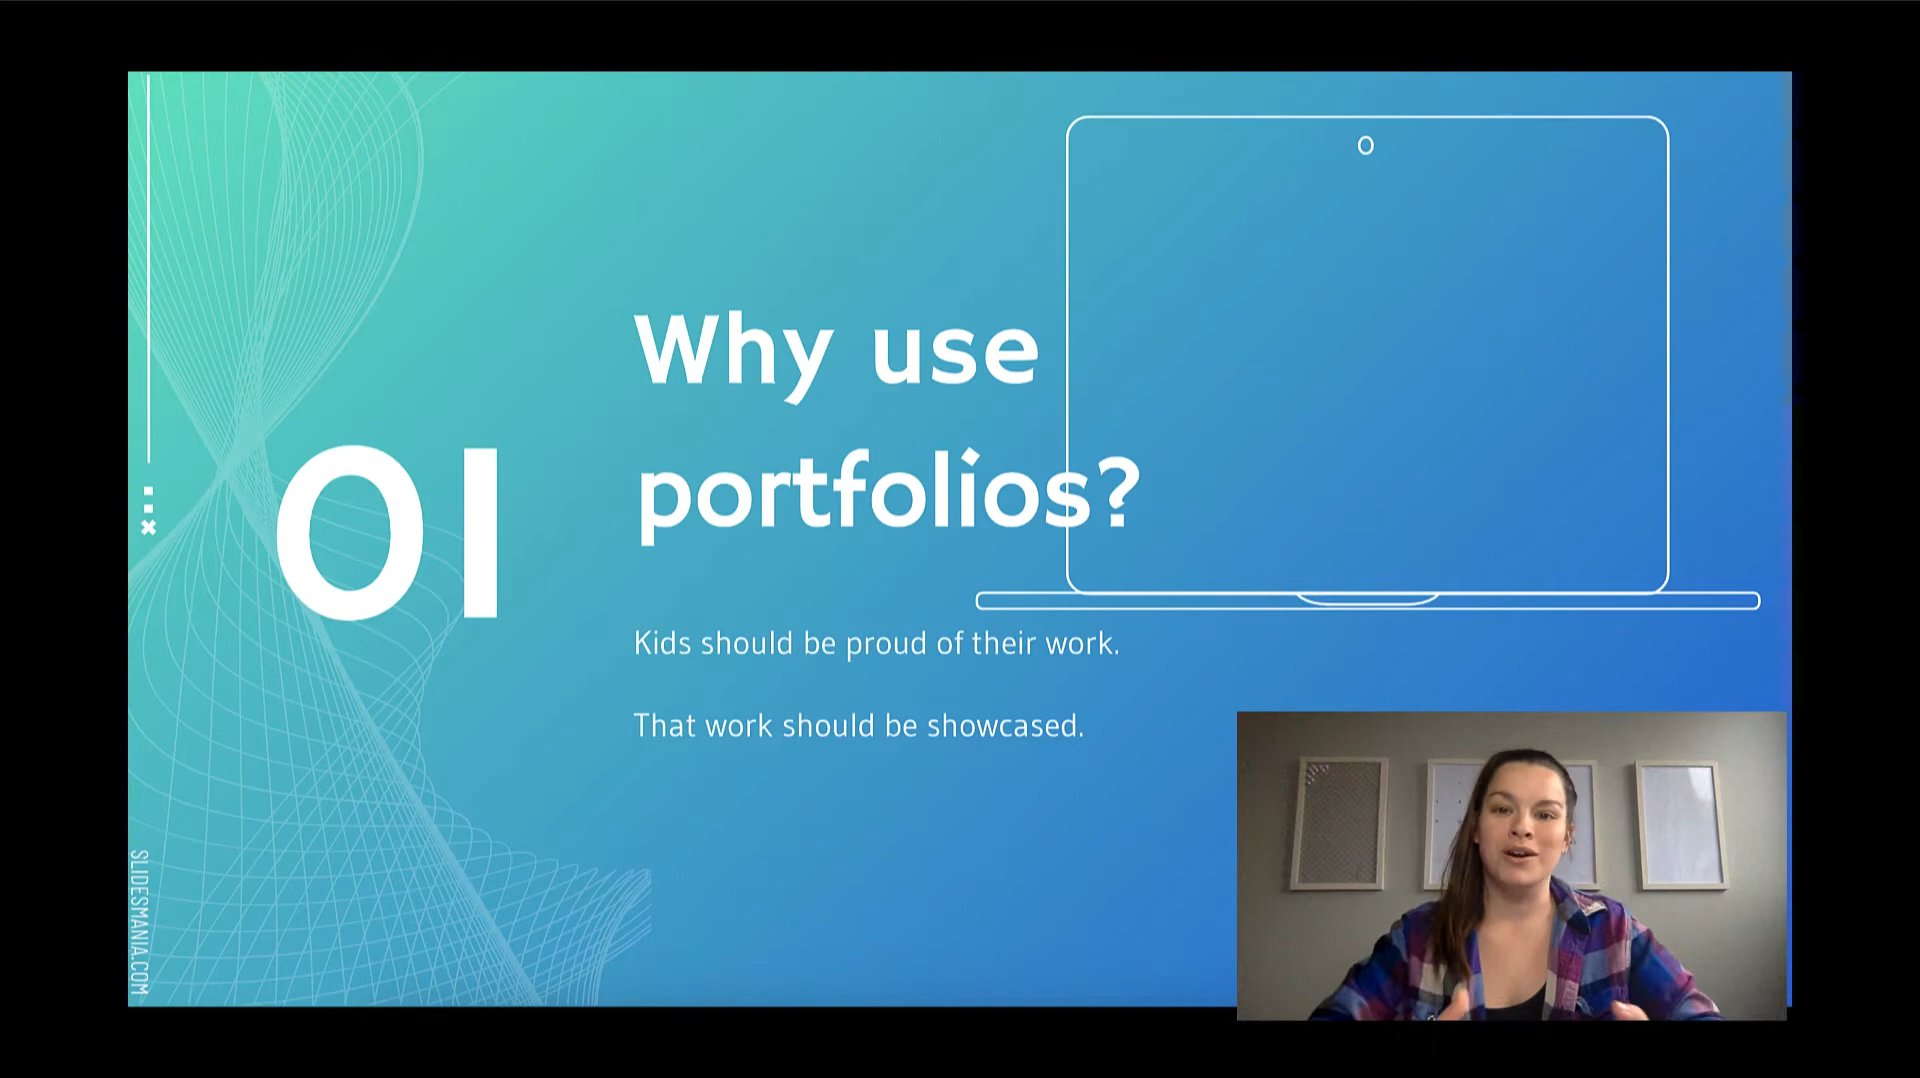 01
Why use
portfolios?
Kids should be proud of their work.
That work should be showcased.
SLIDESMANIA.COM